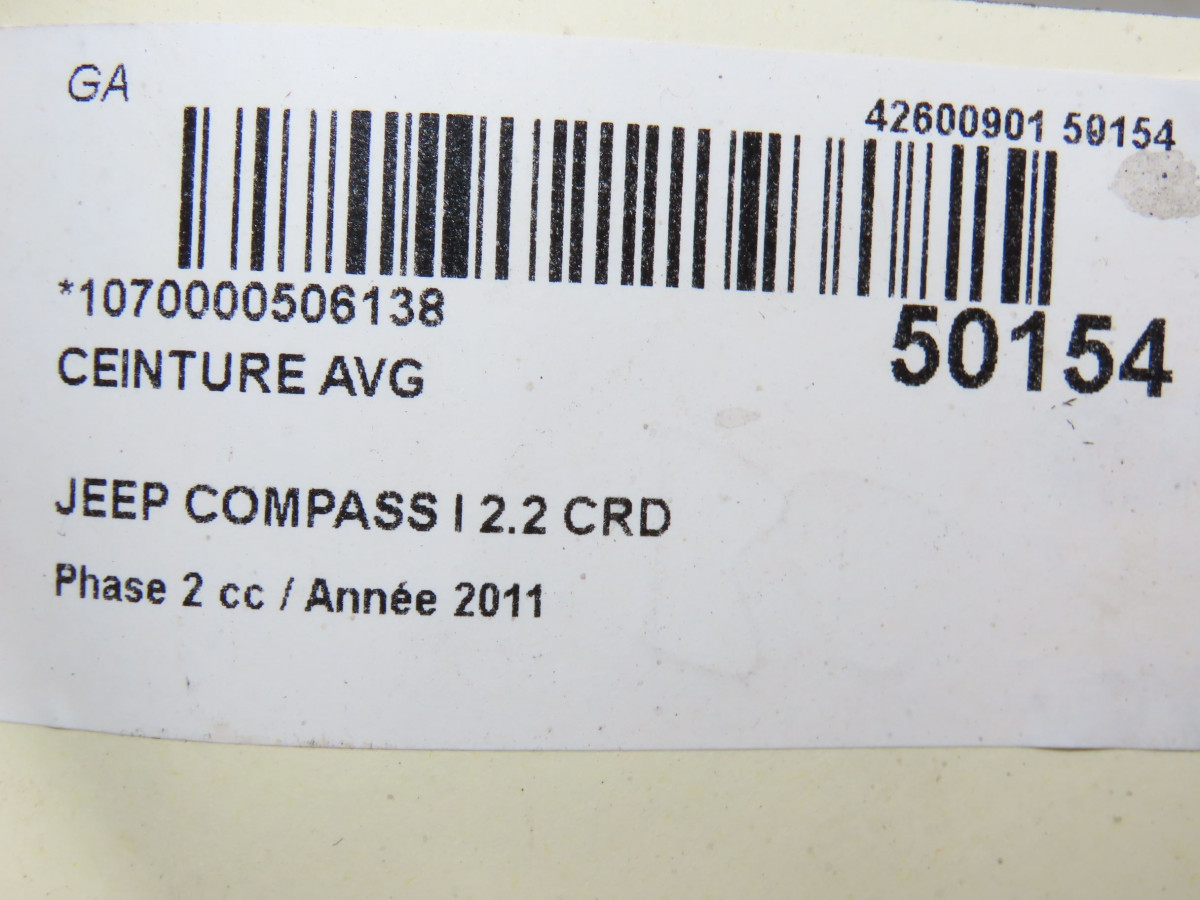 GA
42600901 50154
*1070000506138
50154
CEINTURE AVG
JEEP COMPASS I 2.2 CRD
Phase 2 cc / Année 2011